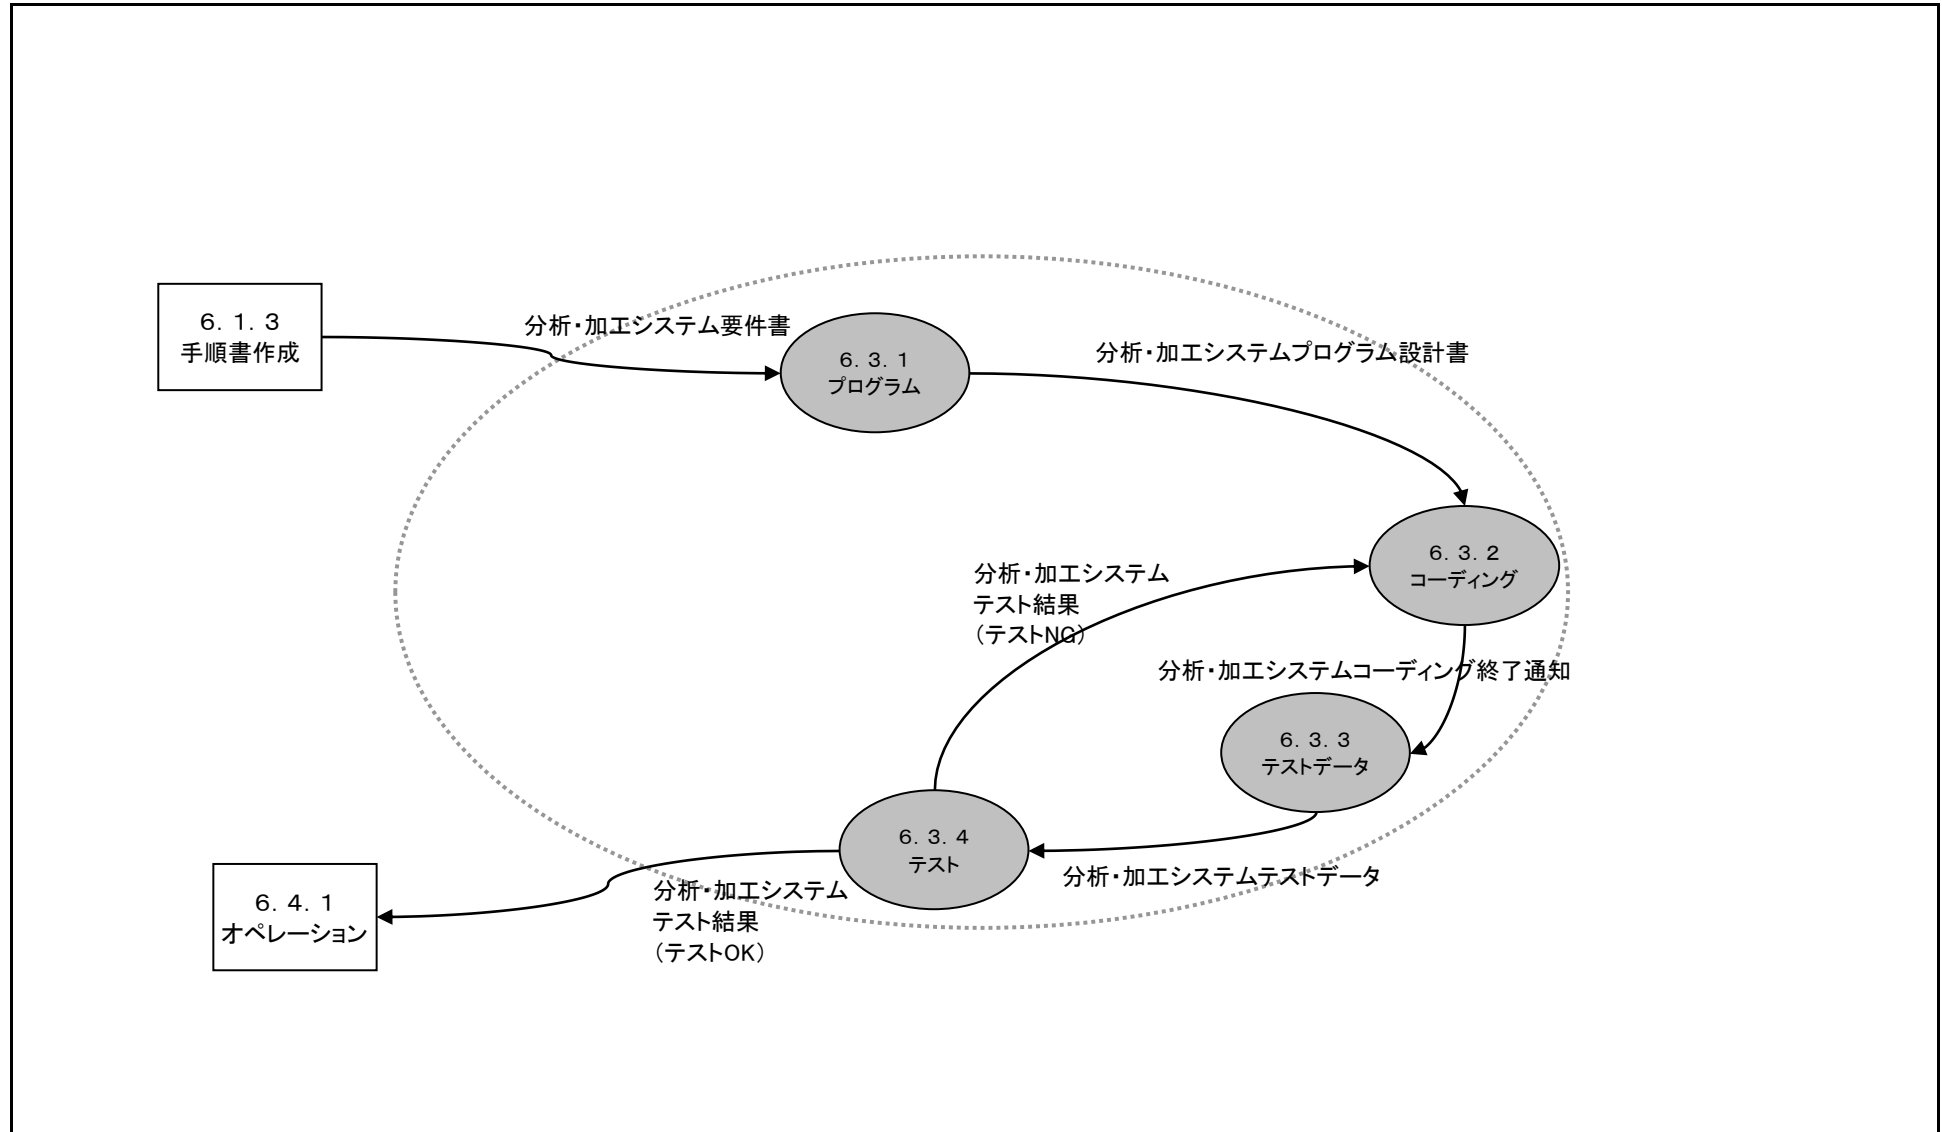 6．1．3
手順書作成
分析・加工システム要件書
6．3．1
プログラム
分析・加工システムプログラム設計書
6．3．2
コーディング
分析・加工システム
テスト結果
（テストNG）
分析・加工システムコーディング終了通知
6．3．3
テストデータ
6．3．4
テスト
分析・加工システムテストデータ
6．4．1
オペレーション
分析・加工システム
テスト結果
（テストOK）